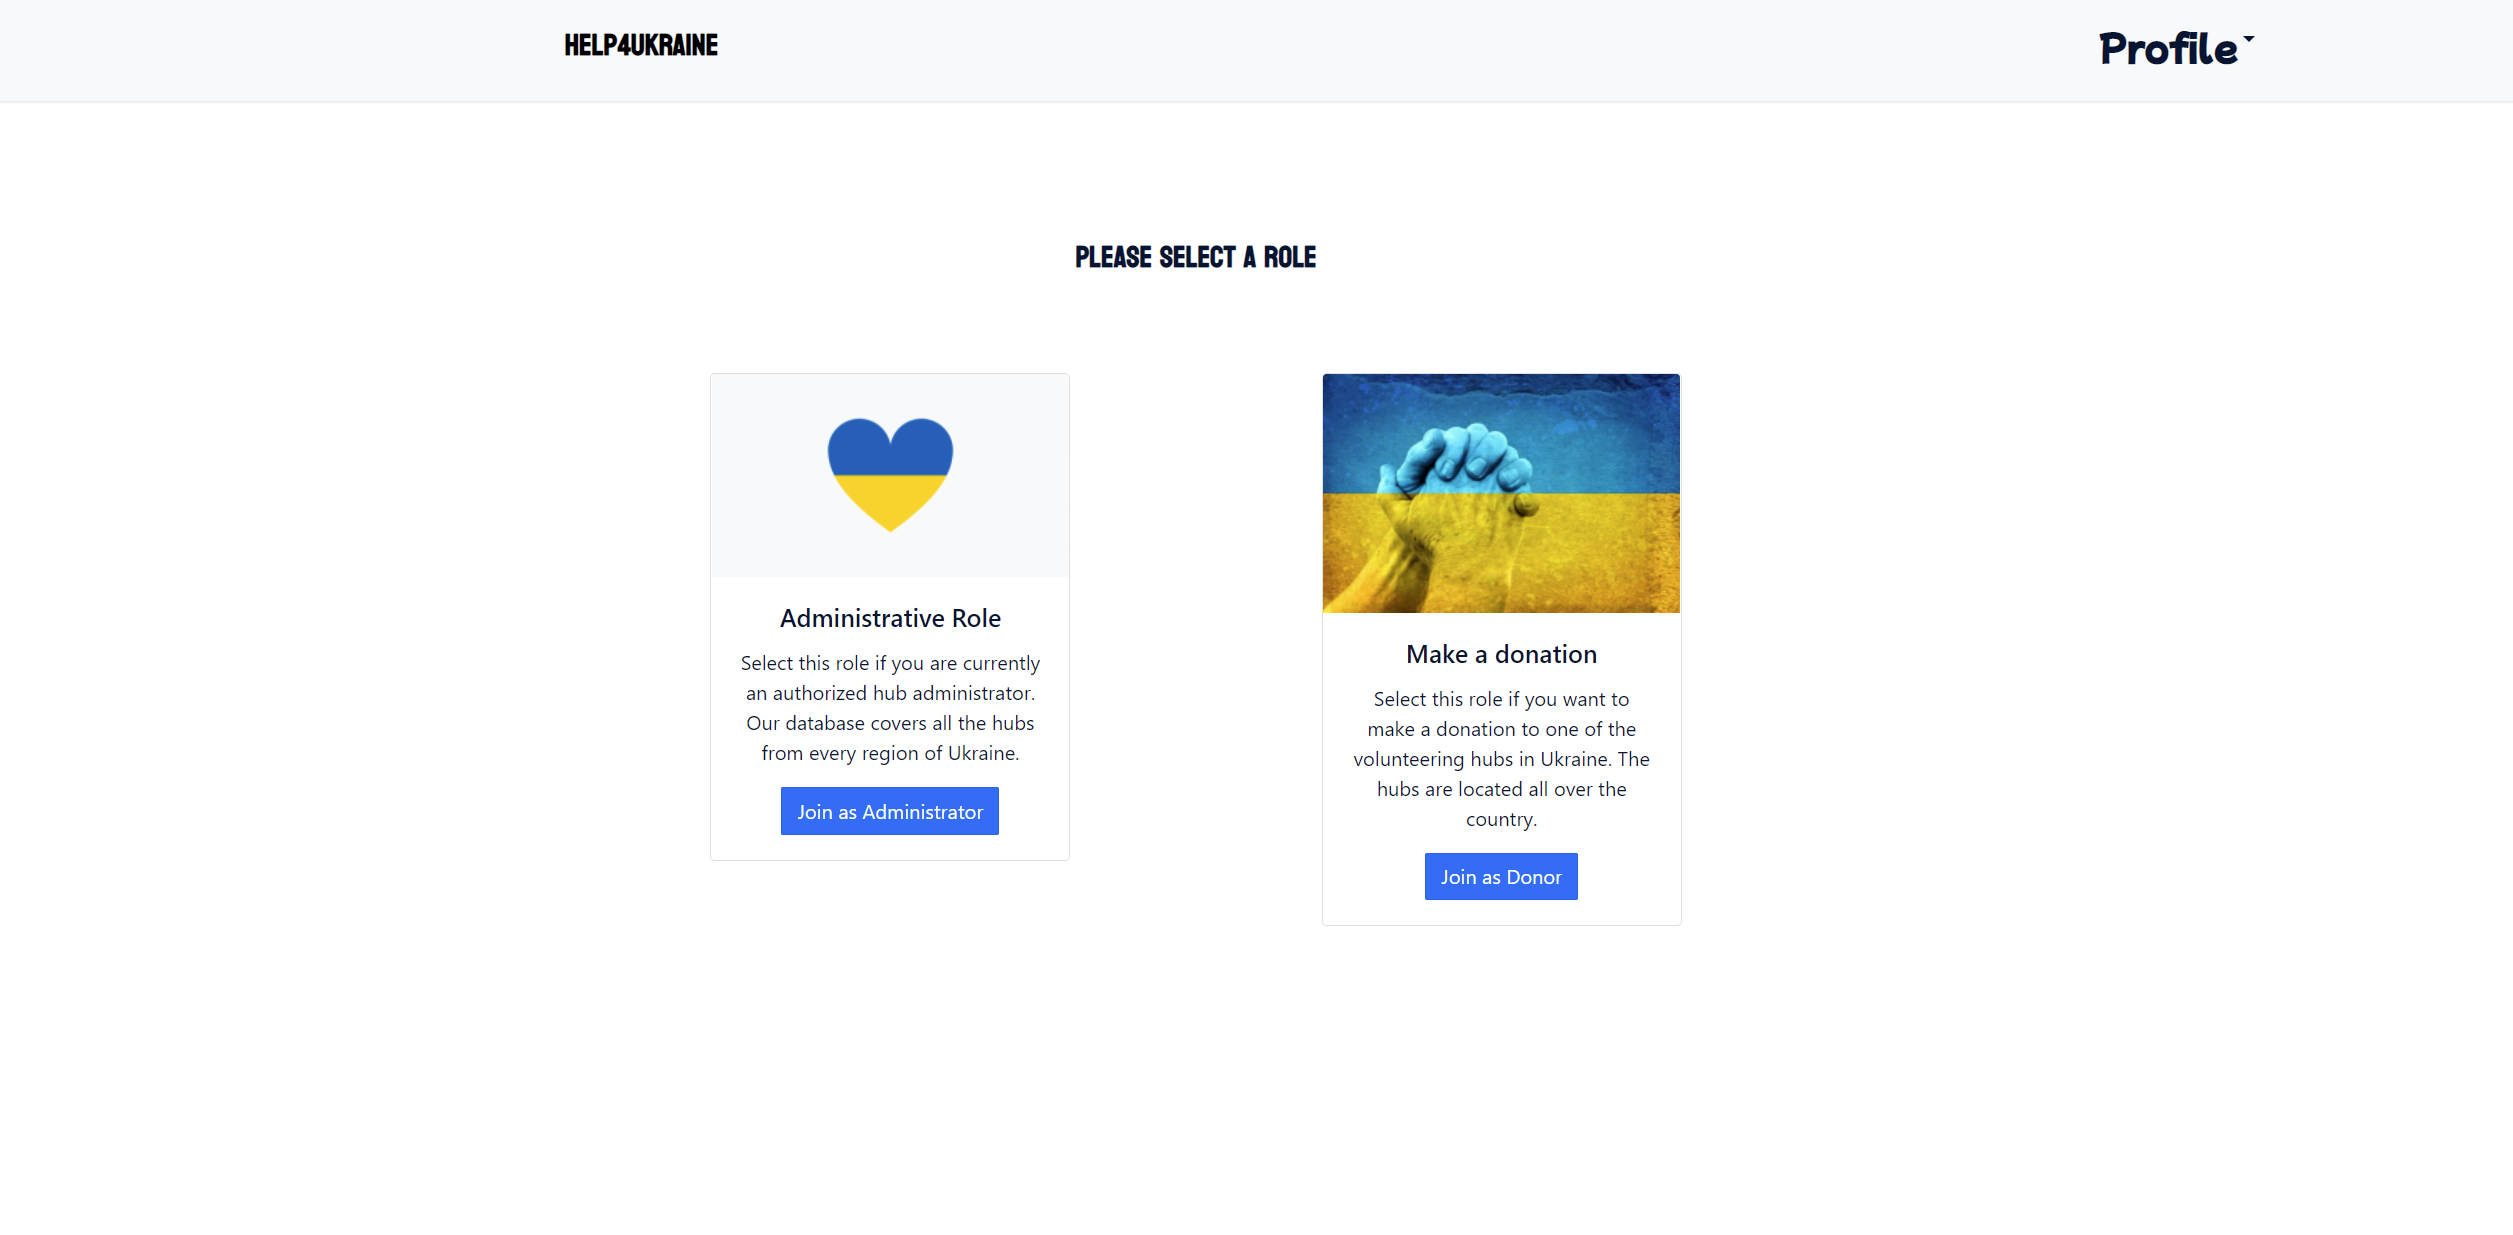 HELP4UKRAINE
Profile
PLEASE SELECT A ROLE
Administrative Role
Select this role if you are currently
an authorized hub administrator.
Our database covers all the hubs
from every region of Ukraine.
Join as Administrator
Make a donation
Select this role if you want to
make a donation to one of the
volunteering hubs in Ukraine. The
hubs are located all over the
country.
Join as Donor